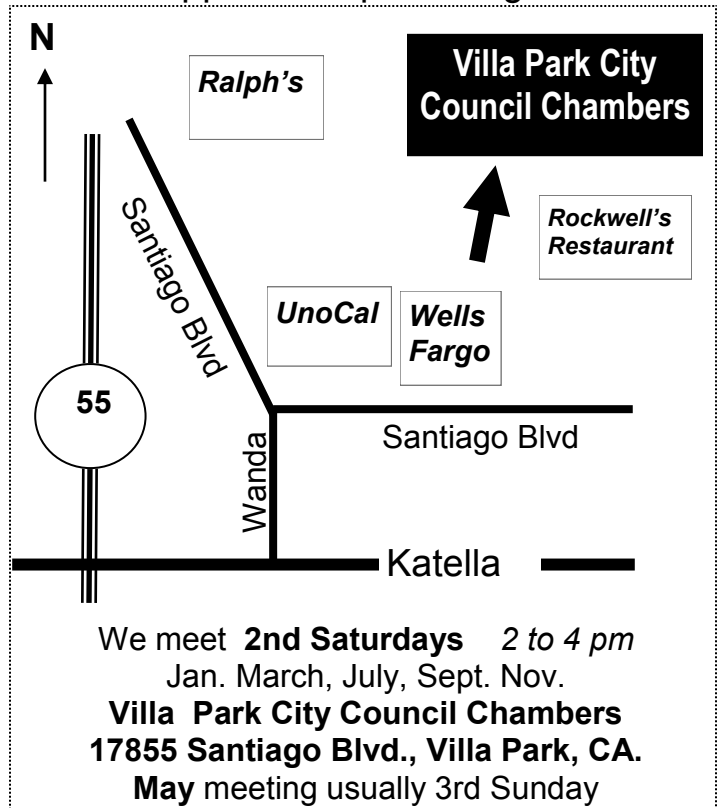 N
Ralph's
Villa Park City
Council Chambers
Rockwell's
Restaurant
Santiago Blvd
UnoCal
Wells
Fargo
55
Santiago Blvd
Wanda
Katella
We meet 2nd Saturdays 2 to 4 pm
Jan. March, July, Sept. Nov.
Villa Park City Council Chambers
17855 Santiago Blvd., Villa Park, CA.
May meeting usually 3rd Sunday